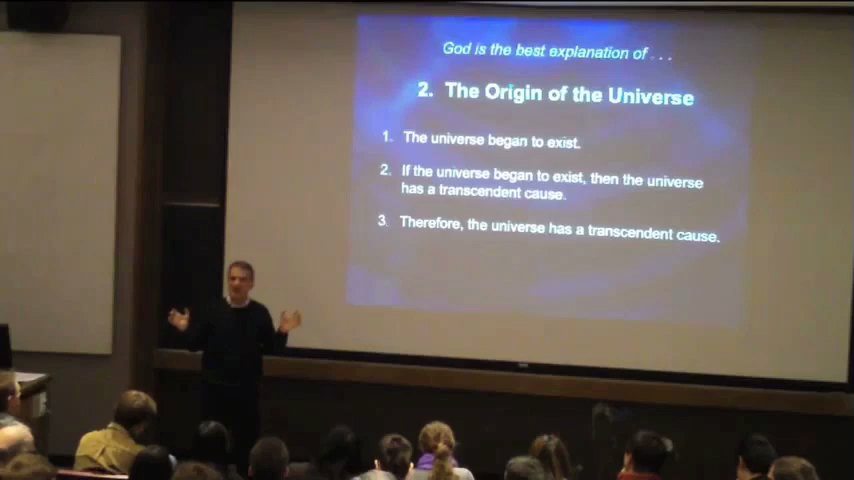 God is the best explanation of . . .
2. The Origin of the Universe
1. The universe began to exist.
2. If the universe began to exist, then the universe
has a transcendent cause.
3. Therefore, the universe has a transcendent cause.